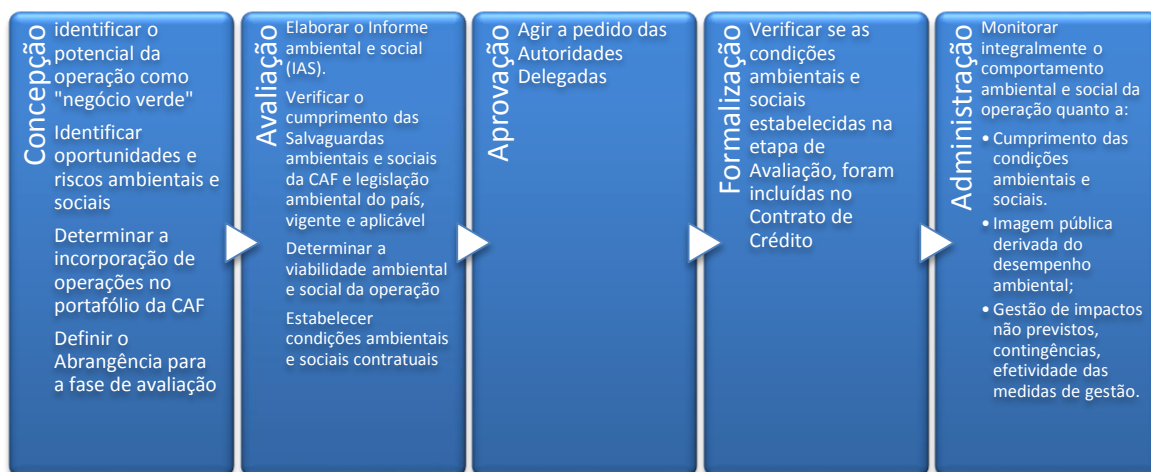 Concepção
identificar o
potencial da
operação como
"negócio verde"
Identificar
oportunidades e
riscos ambientais e
sociais
Determinar a
incorporação de
operações no
portafólio da CAF
Definir o
Abrangência para
a fase de avaliação
Avaliação
Elaborar o Informe
ambiental e social
(IAS).
Verificar o
cumprimento das
Salvaguardas
ambientais e sociais
da CAF e legislação
ambiental do país,
vigente e aplicável
Determinar a
viabilidade ambiental
e social da operação
Estabelecer
condições ambientais
e sociais contratuais
Aprovação
Agir a pedido das
Autoridades
Delegadas
Formalização
Verificar se as
condições
ambientais e
sociais
estabelecidas na
etapa de
Avaliação, foram
incluídas no
Contrato de
Crédito
Administração
Monitorar
integralmente o
comportamento
ambiental e social da
operação quanto a:
• Cumprimento das
condições
ambientais e
sociais.
• Imagem pública
derivada do
desempenho
ambiental;
• Gestão de impactos
não previstos,
contingências,
efetividade das
medidas de gestão.